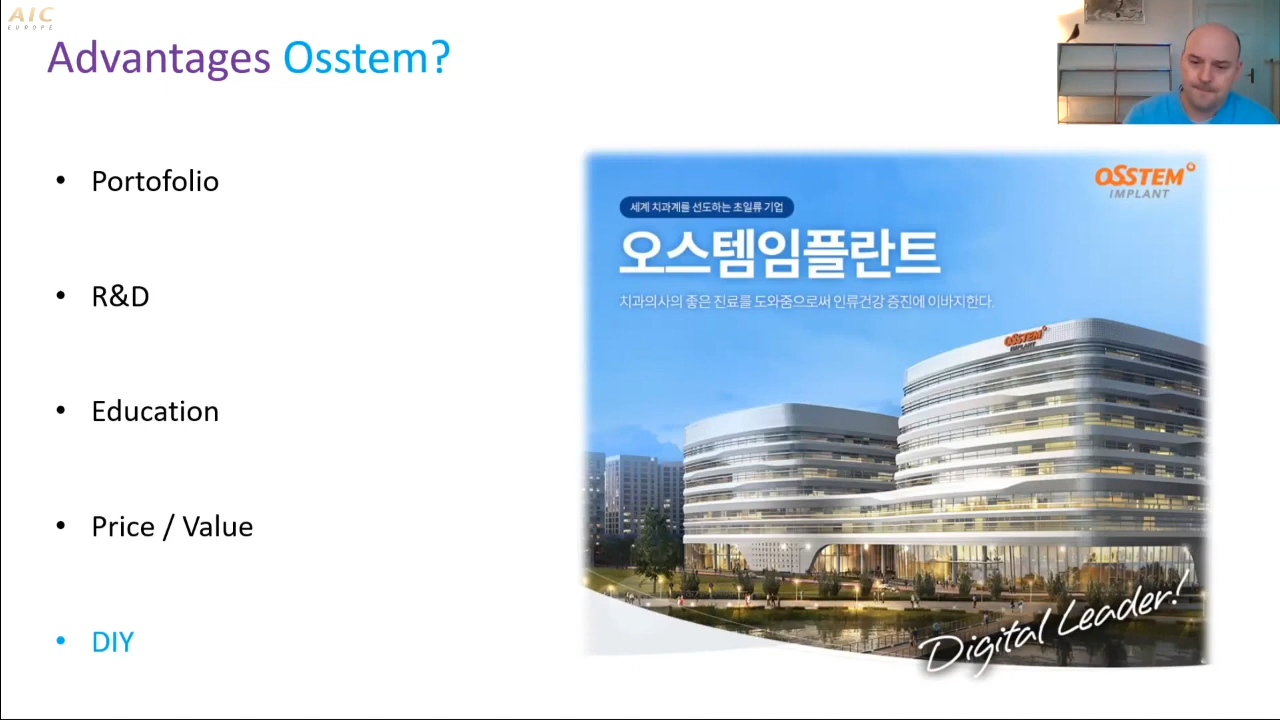 AIC
EUROPE
Advantages Osstem?
• Portofolio
• R&D
• Education
• Price / Value
• DIY
OSSTEM
IMPLANT
세계 치과계를 선도하는 초일류 기업
오스템임플란트
치과의사의 좋은 진료를 도와줌으로써 인류건강 증진에 이바지한다.
OSSTEM
IMPLANT
Digital Leader!